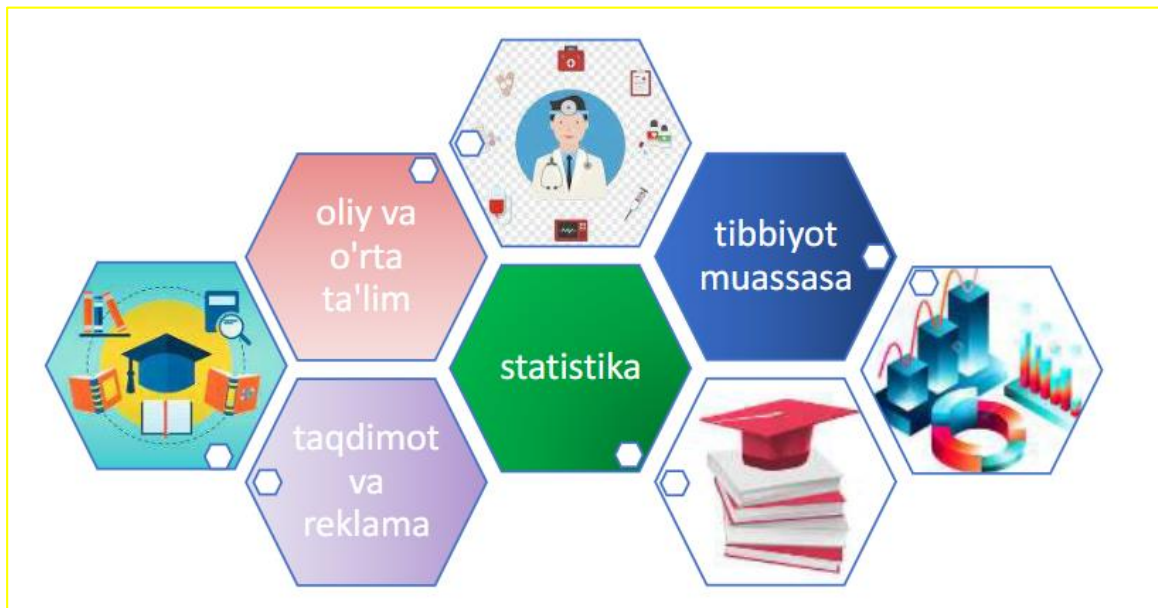 oliy va
o'rta
ta'lim
tibbiyot
muassasa
statistika
taqdimot
va
reklama